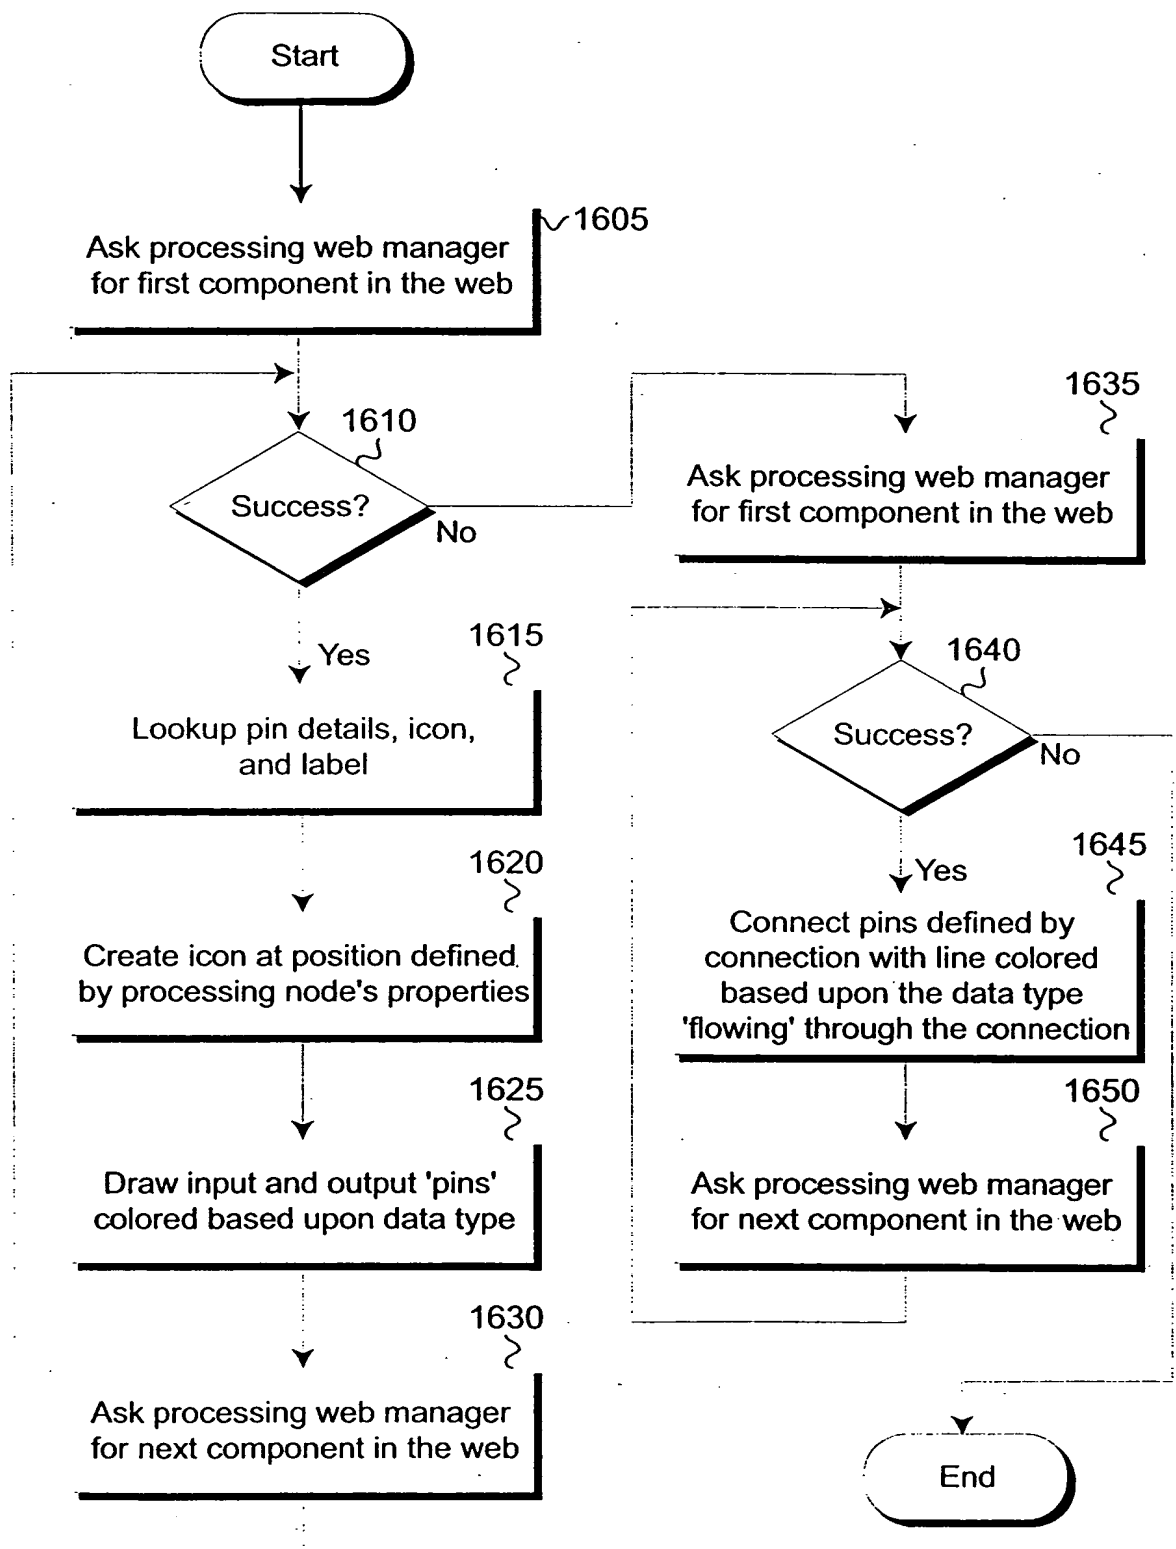 Start
1605
Ask processing web manager
for first component in the web
1610
Success?
No
Yes
1615
Lookup pin details, icon,
and label
1620
Create icon at position defined
by processing node's properties
1625
Draw input and output 'pins'
colored based upon data type
1630
Ask processing web manager
for next component in the web
1635
Ask processing web manager
for first component in the web
1640
Success?
No
Yes
1645
Connect pins defined by
connection with line colored
based upon the data type
'flowing' through the connection
1650
Ask processing web manager
for next component in the web
End